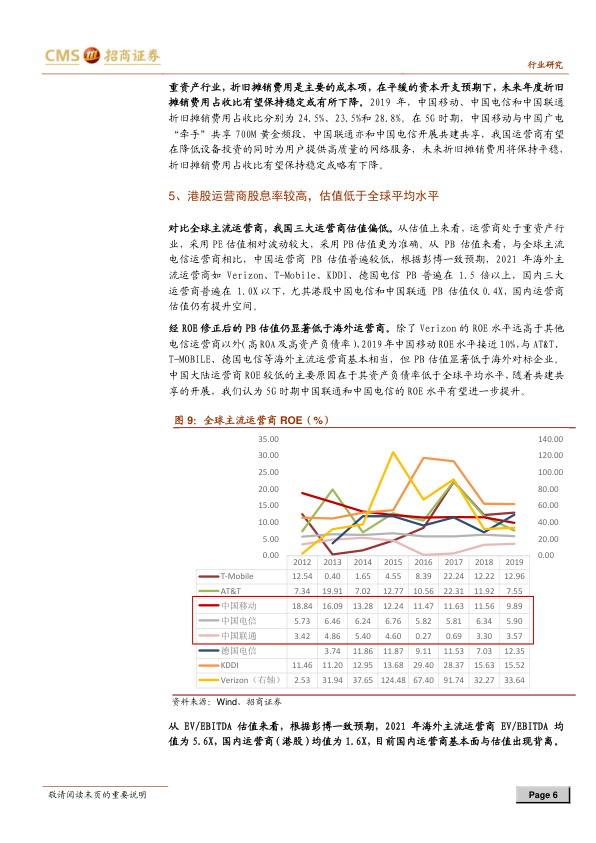 CMS 招商证券
行业研究
重资产行业，折旧摊销费用是主要的成本项，在平缓的资本开支预期下，未来年度折旧
摊销费用占收比有望保持稳定或有所下降。2019 年，中国移动、中国电信和中国联通
折旧摊销费用占收比分别为 24.5%、23.5%和 28.8%。在 5G 时期，中国移动与中国广电
“牵手”共享 700M 黄金频段，中国联通亦和中国电信开展共建共享，我国运营商有望
在降低设备投资的同时为用户提供高质量的网络服务，未来折旧摊销费用将保持平稳，
折旧摊销费用占收比有望保持稳定或略有下降。
5、港股运营商股息率较高，估值低于全球平均水平
对比全球主流运营商，我国三大运营商估值偏低。从估值上来看，运营商处于重资产行
业，采用 PE 估值相对波动较大，采用 PB 估值更为准确。从 PB 估值来看，与全球主流
电信运营商相比，中国运营商 PB 估值普遍较低，根据彭博一致预期，2021 年海外主
流运营商如 Verizon、T-Mobile、KDDI、德国电信 PB 普遍在 1.5 倍以上，国内三大
运营商普遍在 1.0X 以下，尤其港股中国电信和中国联通 PB 估值仅 0.4X，国内运营商
估值仍有提升空间。
经 ROE 修正后的 PB 估值仍显著低于海外运营商。除了 Verizon 的 ROE 水平远高于其他
电信运营商以外(高 ROA 及高资产负债率)，2019 年中国移动 ROE 水平接近 10%，与 AT&T、
T-MOBILE、德国电信等海外主流运营商基本相当，但 PB 估值显著低于海外对标企业。
中国大陆运营商 ROE 较低的主要原因在于其资产负债率低于全球平均水平，随着共建共
享的开展，我们认为 5G 时期中国联通和中国电信的 ROE 水平有望进一步提升。
图 9：全球主流运营商 ROE（%）
35.00 140.00
30.00 120.00
25.00 100.00
20.00 80.00
15.00 60.00
10.00 40.00
5.00 20.00
0.00 0.00
2012 2013 2014 2015 2016 2017 2018 2019
T-Mobile 12.54 0.40 1.65 4.55 8.39 22.24 12.22 12.96
AT&T 7.34 19.91 7.02 12.77 10.56 22.31 11.92 7.55
中国移动 18.84 16.09 13.28 12.24 11.47 11.63 11.56 9.89
中国电信 5.73 6.46 6.24 6.76 5.82 5.81 6.34 5.90
中国联通 3.42 4.86 5.40 4.60 0.27 0.69 3.30 3.57
德国电信 3.74 11.86 11.87 9.11 11.53 7.03 12.35
KDDI 11.46 11.20 12.95 13.68 29.40 28.37 15.63 15.52
Verizon（右轴） 2.53 31.94 37.65 124.48 67.40 91.74 32.27 33.64
资料来源：Wind、招商证券
从 EV/EBITDA 估值来看，根据彭博一致预期，2021 年海外主流运营商 EV/EBITDA 均
值为 5.6X，国内运营商(港股)均值为 1.6X，目前国内运营商基本面与估值出现背离。
敬请阅读末页的重要说明
Page 6